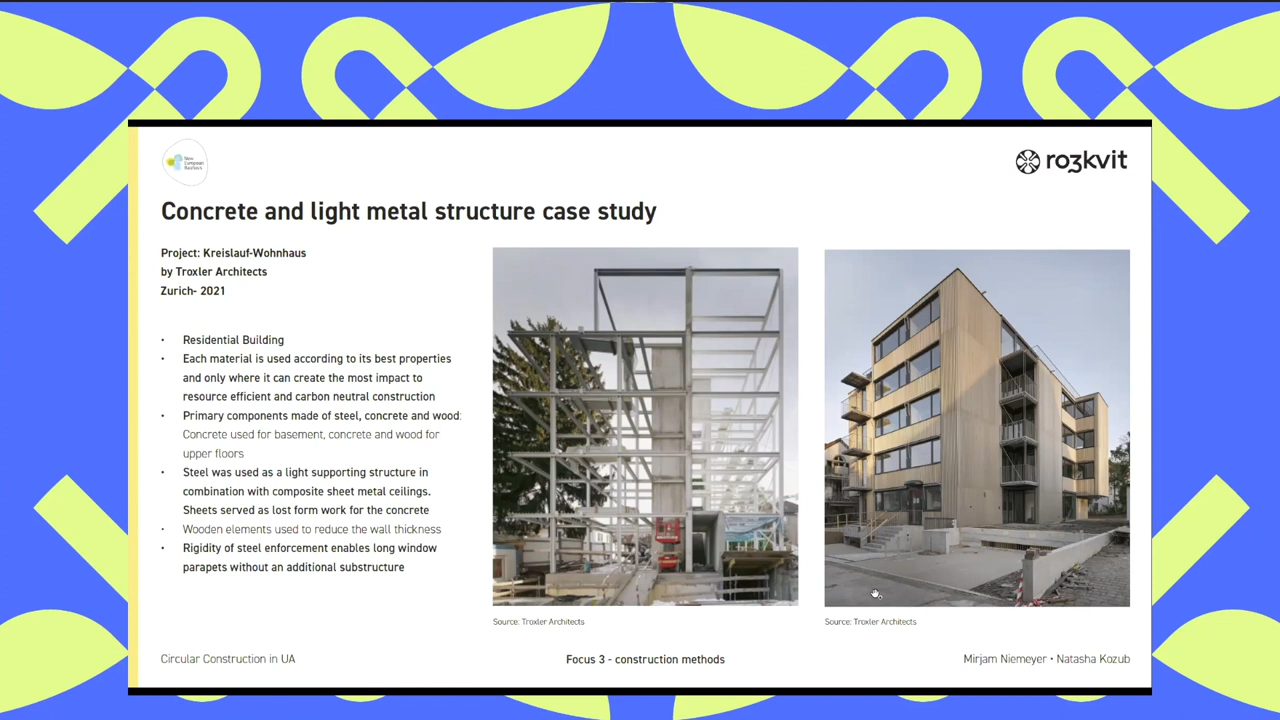 New
European
Bauhaus
ro3kvit
Concrete and light metal structure case study
Project: Kreislauf-Wohnhaus
by Troxler Architects
Zurich- 2021
• Residential Building
• Each material is used according to its best properties
and only where it can create the most impact to
resource efficient and carbon neutral construction
• Primary components made of steel, concrete and wood:
Concrete used for basement, concrete and wood for
upper floors
• Steel was used as a light supporting structure in
combination with composite sheet metal ceilings.
Sheets served as lost form work for the concrete
• Wooden elements used to reduce the wall thickness
• Rigidity of steel enforcement enables long window
parapets without an additional substructure
Source: Troxler Architects
Source: Troxler Architects
Circular Construction in UA
Focus 3 - construction methods
Mirjam Niemeyer • Natasha Kozub